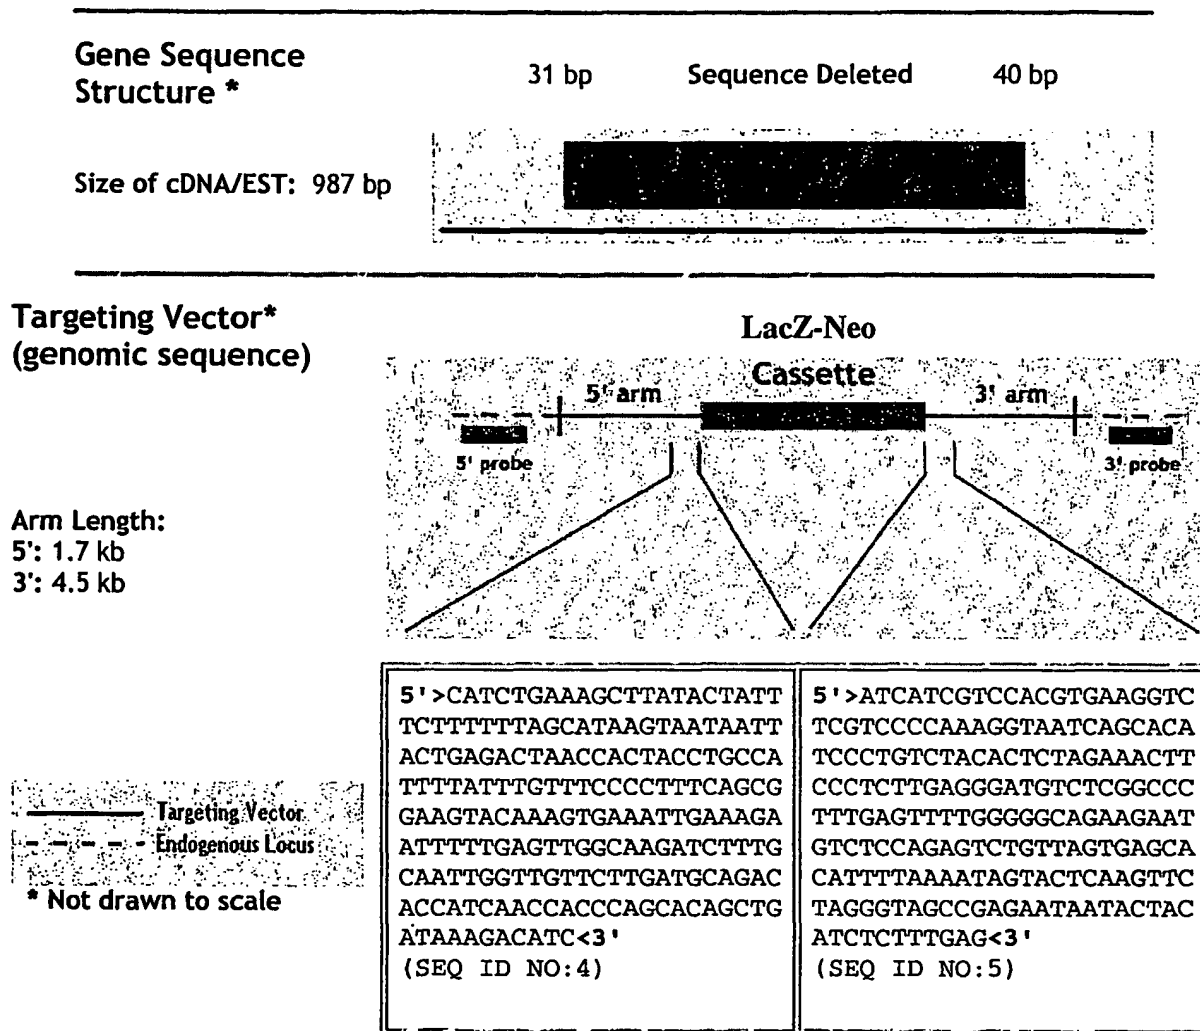 Gene Sequence
Structure *
31 bp Sequence Deleted 40 bp
Size of cDNA/EST: 987 bp
Targeting Vector*
(genomic sequence)
LacZ-Neo
Cassette
5' arm
3' arm
5' probe
3' probe
Arm Length:
5': 1.7 kb
3': 4.5 kb
Targeting Vector
Endogenous Locus
* Not drawn to scale
5'>CATCTGAAAGCTTATACTATT
TCTTTTTTAGCATAAGTAATAATT
ACTGAGACTAACCACTACCTGCCA
TTTTATTTGTTTCCCCTTTCAGCG
GAAGTACAAAGTGAAATTGAAAGA
ATTTTTGAGTTGGCAAGATCTTTG
CAATTGGTTGTTCTTGATGCAGAC
ACCATCAACCACCCAGCACAGCTG
ATAAAGACATC<3'
(SEQ ID NO:4)
5'>ATCATCGTCCACGTGAAGGTC
TCGTCCCCAAAGGTAATCAGCACA
TCCCTGTCTACACTCTAGAAACTT
CCCTCTTGAGGGATGTCTCGGCCC
TTTGAGTTTTGGGGGCAGAAGAAT
GTCTCCAGAGTCTGTTAGTGAGCA
CATTTTAAAATAGTACTCAAGTTC
TAGGGTAGCCGAGAATAATACTAC
ATCTCTTTGAG<3'
(SEQ ID NO:5)